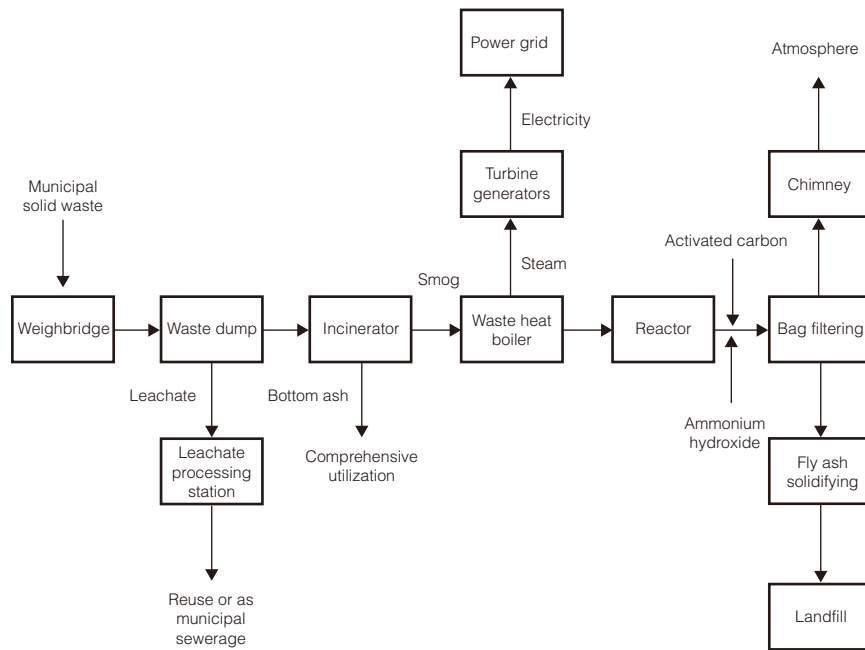 Power grid
Atmosphere
Electricity
Turbine
generators
Chimney
Municipal
solid waste
Activated carbon
Steam
Smog
Weighbridge
Waste dump
Incinerator
Waste heat
boiler
Reactor
Bag filtering
Leachate
Bottom ash
Ammonium
hydroxide
Leachate
processing
station
Comprehensive
utilization
Fly ash
solidifying
Reuse or as
municipal
sewerage
Landfill